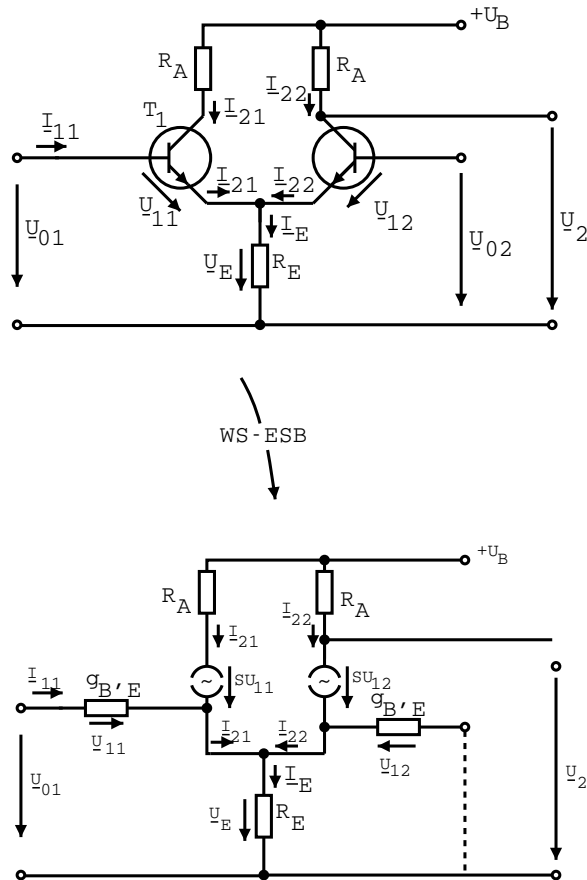 +U_B
R_A
R_A
I_22
T_1
I_21
I_11
I_21 I_22
U_11
U_12
U_01
I_E
U_02
U_2
U_E
R_E
WS-ESB
+U_B
R_A
I_22
R_A
I_21
I_11
g_B'E
SU_11
SU_12
g_B'E
~
~
U_11
I_21 I_22
U_12
U_01
I_E
U_2
U_E
R_E